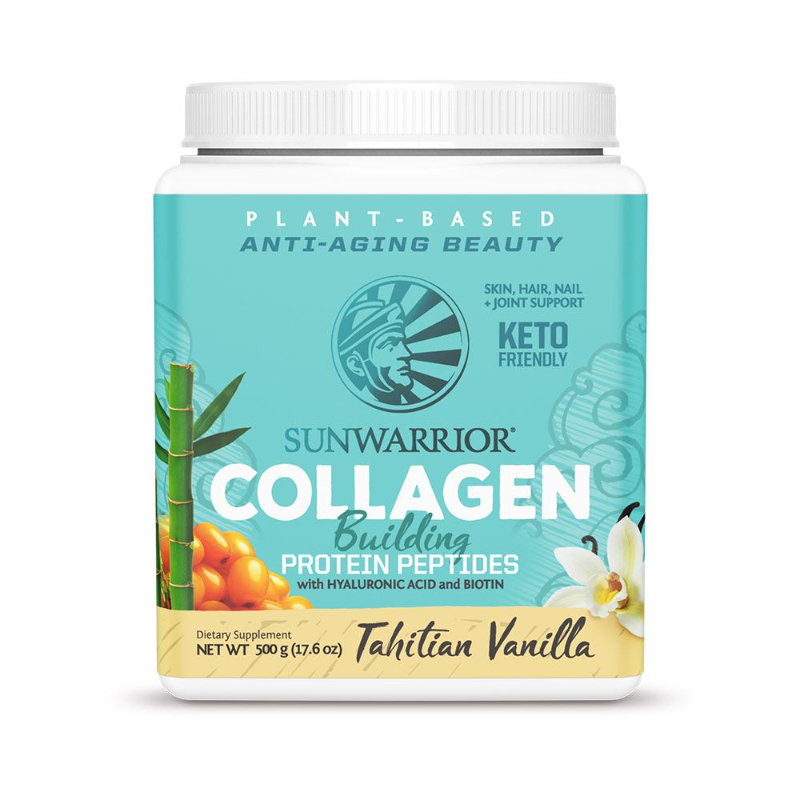 PLANT-BASED
ANTI-AGING BEAUTY
SKIN, HAIR, NAIL
+ JOINT SUPPORT
KETO
FRIENDLY
SUNWARRIOR®
COLLAGEN
Building
PROTEIN PEPTIDES
with HYALURONIC ACID and BIOTIN
Dietary Supplement
NET WT 500 g (17.6 oz)
Tahitian Vanilla